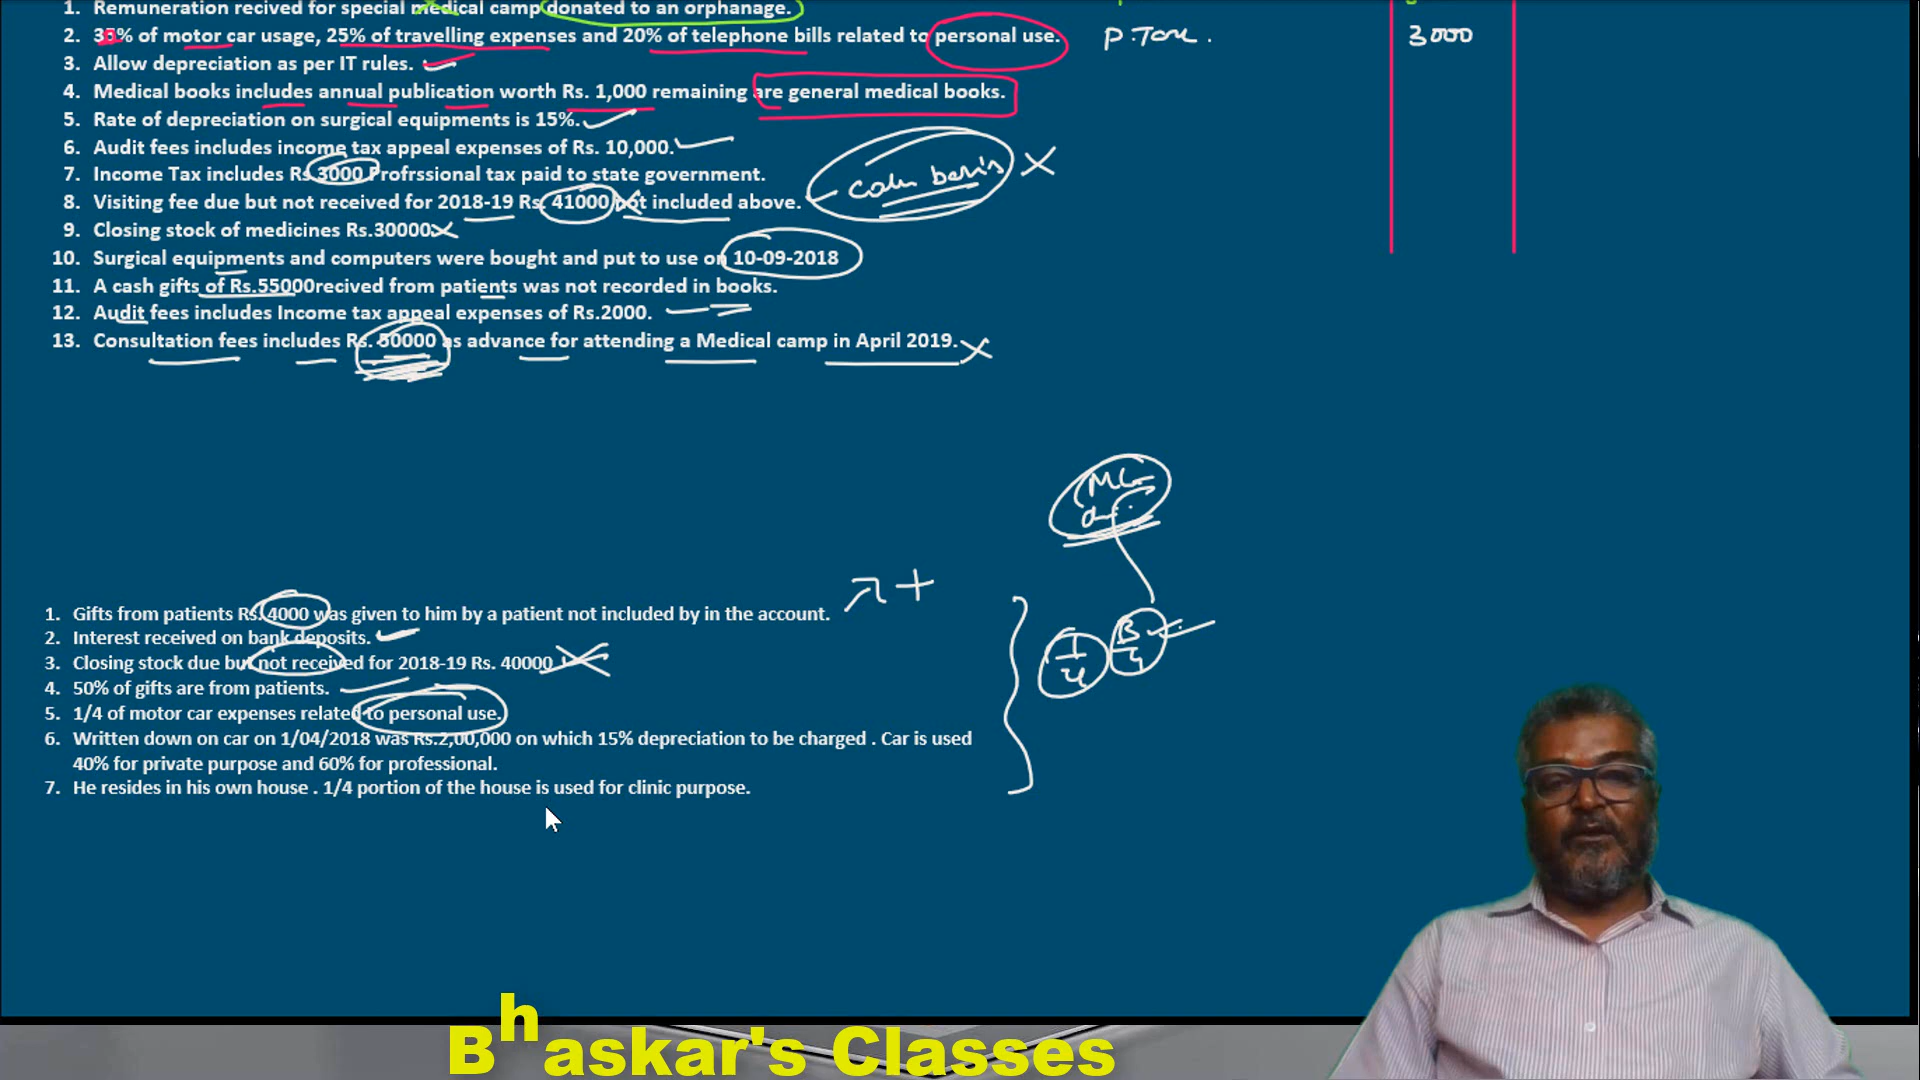 1. Remuneration recived for special medical camp donated to an orphanage.
2. 30% of motor car usage, 25% of travelling expenses and 20% of telephone bills related to personal use.
P.Tax.
3000
3. Allow depreciation as per IT rules.
4. Medical books includes annual publication worth Rs. 1,000 remaining are general medical books.
5. Rate of depreciation on surgical equipments is 15%.
6. Audit fees includes income tax appeal expenses of Rs. 10,000.
7. Income Tax includes Rs 3000 Profrssional tax paid to state government.
8. Visiting fee due but not received for 2018-19 Rs. 41000 not included above.
basis
9. Closing stock of medicines Rs.30000
10. Surgical equipments and computers were bought and put to use on 10-09-2018
11. A cash gifts of Rs.55000recived from patients was not recorded in books.
12. Audit fees includes Income tax appeal expenses of Rs.2000.
13. Consultation fees includes Rs. 50000 as advance for attending a Medical camp in April 2019.
1. Gifts from patients Rs. 4000 was given to him by a patient not included by in the account.
+
2. Interest received on bank deposits.
3. Closing stock due but not received for 2018-19 Rs. 40000
4. 50% of gifts are from patients.
5. 1/4 of motor car expenses related to personal use.
6. Written down on car on 1/04/2018 was Rs.2,00,000 on which 15% depreciation to be charged . Car is used
40% for private purpose and 60% for professional.
7. He resides in his own house . 1/4 portion of the house is used for clinic purpose.
Bhaskar's Classes